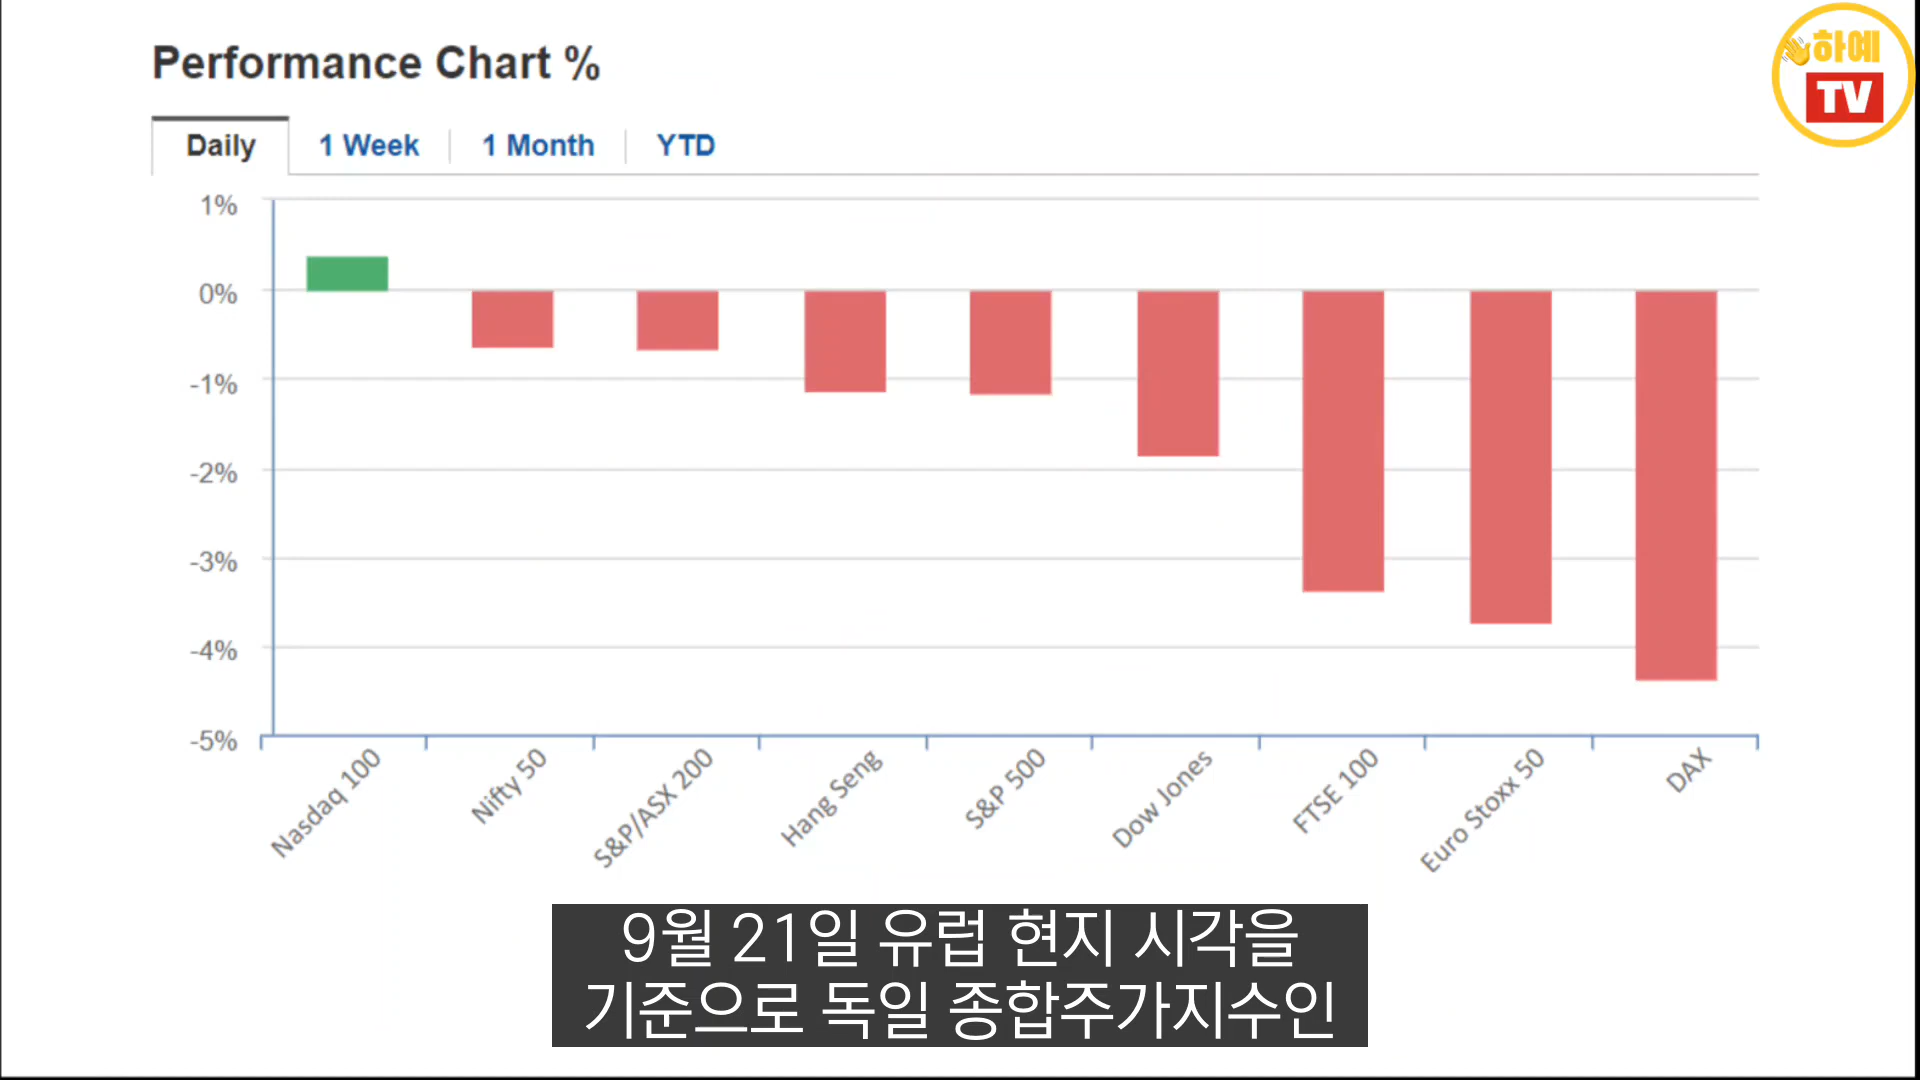 Performance Chart %
하예
TV
Daily
1 Week
1 Month
YTD
1%
0%
-1%
-2%
-3%
-4%
-5%
Nasdaq 100
Nifty 50
S&P/ASX 200
Hang Seng
S&P 500
Dow Jones
FTSE 100
Euro Stoxx 50
DAX
9월 21일 유럽 현지 시각을
기준으로 독일 종합주가지수인